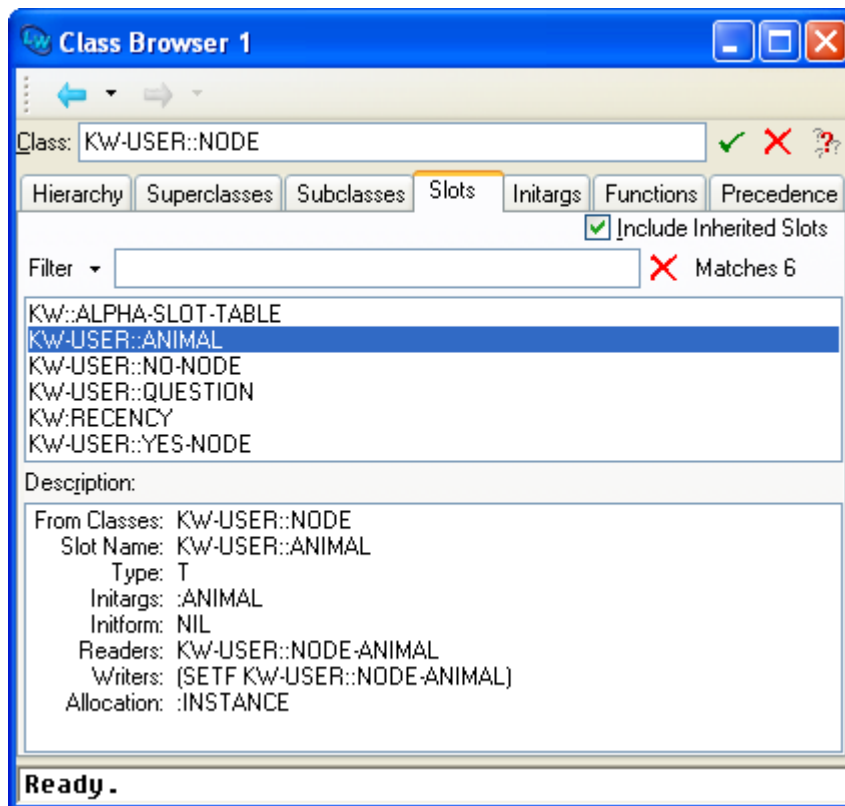 Class Browser 1
Class: KW-USER::NODE
Hierarchy Superclasses Subclasses Slots Initargs Functions Precedence
Include Inherited Slots
Filter Matches 6
KW::ALPHA-SLOT-TABLE
KW-USER::ANIMAL
KW-USER::NO-NODE
KW-USER::QUESTION
KW:RECENCY
KW-USER::YES-NODE
Description:
From Classes: KW-USER::NODE
Slot Name: KW-USER::ANIMAL
Type: T
Initargs: :ANIMAL
Initform: NIL
Readers: KW-USER::NODE-ANIMAL
Writers: (SETF KW-USER::NODE-ANIMAL)
Allocation: :INSTANCE
Ready.